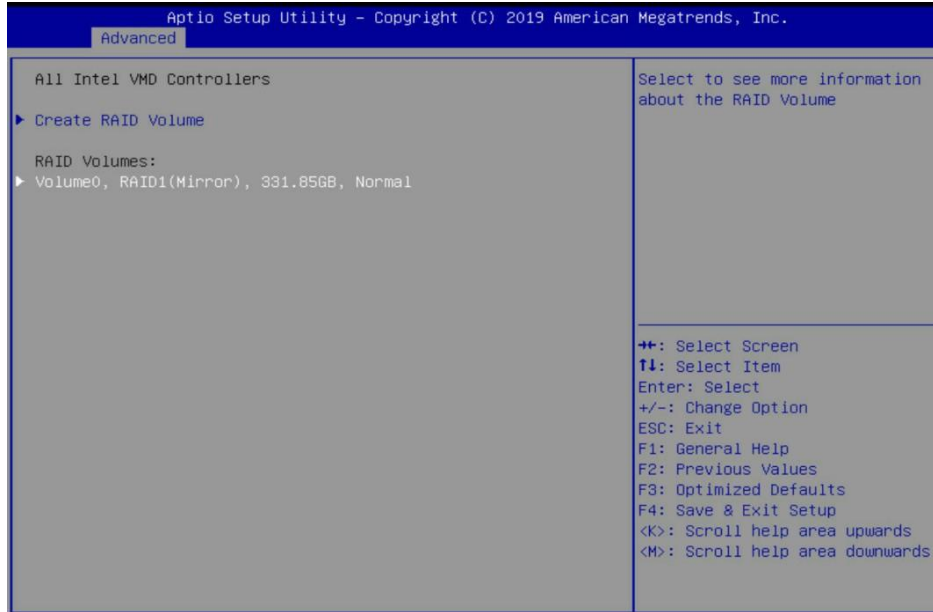 Aptio Setup Utility – Copyright (C) 2019 American Megatrends, Inc.
Advanced
All Intel VMD Controllers
Create RAID Volume
RAID Volumes:
Volume0, RAID1(Mirror), 331.85GB, Normal
Select to see more information
about the RAID Volume
→←: Select Screen
↑↓: Select Item
Enter: Select
+/-: Change Option
ESC: Exit
F1: General Help
F2: Previous Values
F3: Optimized Defaults
F4: Save & Exit Setup
<K>: Scroll help area upwards
<M>: Scroll help area downwards